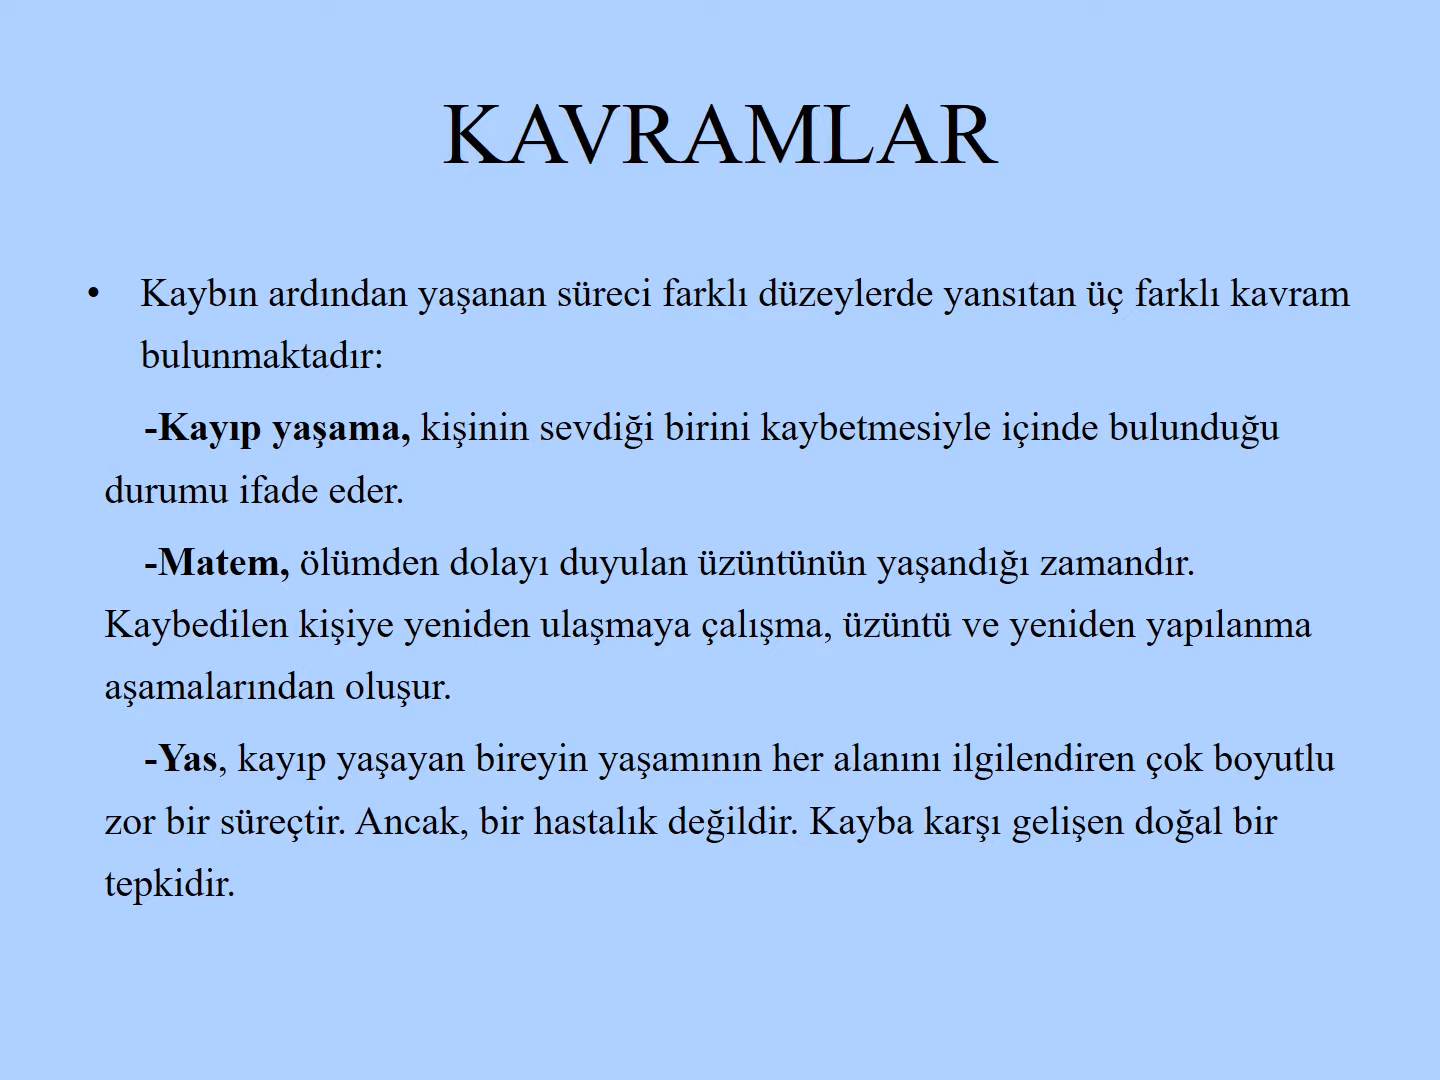 KAVRAMLAR
• Kaybın ardından yaşanan süreci farklı düzeylerde yansıtan üç farklı kavram
bulunmaktadır:
-Kayıp yaşama, kişinin sevdiği birini kaybetmesiyle içinde bulunduğu
durumu ifade eder.
-Matem, ölümden dolayı duyulan üzüntünün yaşandığı zamandır.
Kaybedilen kişiye yeniden ulaşmaya çalışma, üzüntü ve yeniden yapılanma
aşamalarından oluşur.
-Yas, kayıp yaşayan bireyin yaşamının her alanını ilgilendiren çok boyutlu
zor bir süreçtir. Ancak, bir hastalık değildir. Kayba karşı gelişen doğal bir
tepkidir.